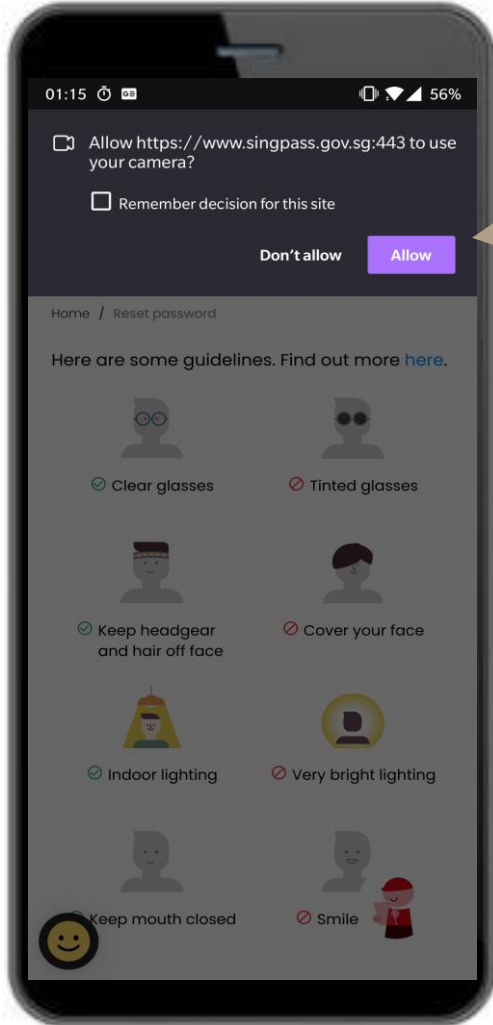 01:15 GE 56%
Allow https://www.singpass.gov.sg:443 to use
your camera?
Remember decision for this site
Don't allow Allow
Home / Reset password
Here are some guidelines. Find out more here.
Clear glasses Tinted glasses
Keep headgear Cover your face
and hair off face
Indoor lighting Very bright lighting
Keep mouth closed Smile